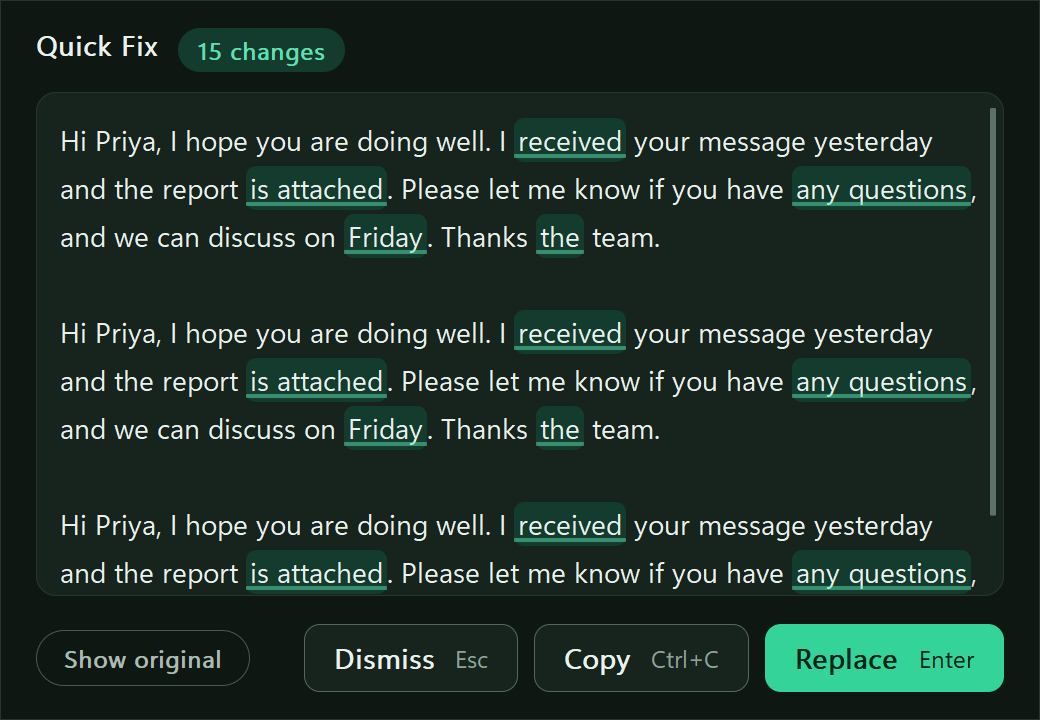 Quick Fix 15 changes
Hi Priya, I hope you are doing well. I received your message yesterday
and the report is attached. Please let me know if you have any questions,
and we can discuss on Friday. Thanks the team.
Hi Priya, I hope you are doing well. I received your message yesterday
and the report is attached. Please let me know if you have any questions,
and we can discuss on Friday. Thanks the team.
Hi Priya, I hope you are doing well. I received your message yesterday
and the report is attached. Please let me know if you have any questions,
Show original Dismiss Esc Copy Ctrl+C Replace Enter